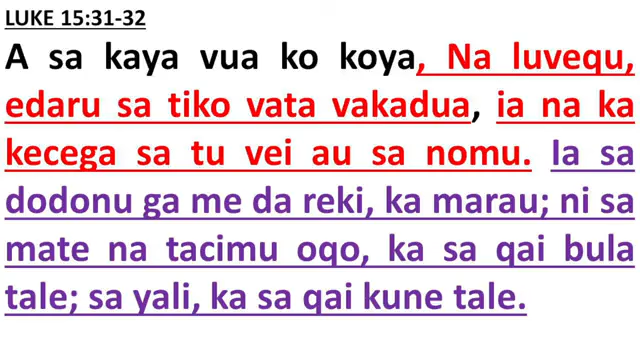 LUKE 15:31-32
A sa kaya vua ko koya, Na luvequ,
edaru sa tiko vata vakadua, ia na ka
kecega sa tu vei au sa nomu. Ia sa
dodonu ga me da reki, ka marau; ni sa
mate na tacimu oqo, ka sa qai bula
tale; sa yali, ka sa qai kune tale.